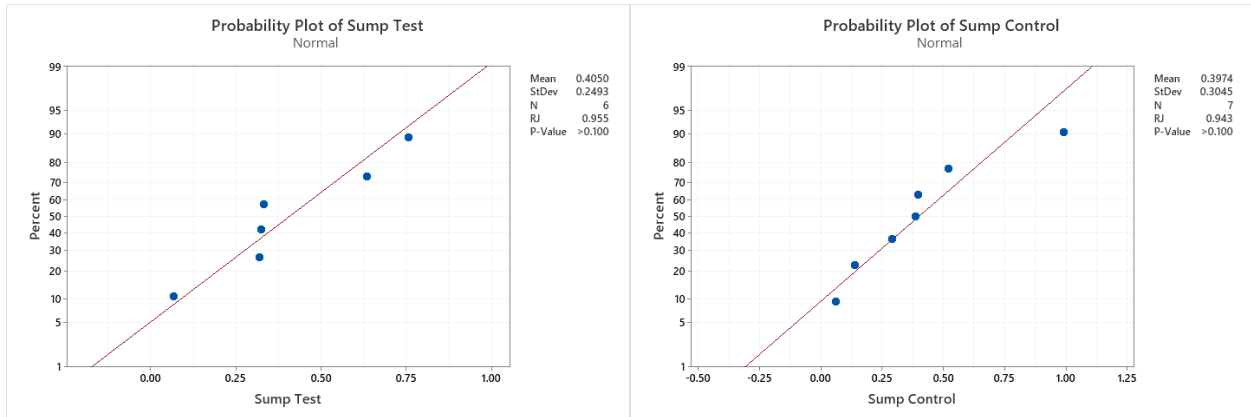 Probability Plot of Sump Test
Normal
99
95
90
80
70
60
50
40
30
20
10
5
1
Percent
0.00 0.25 0.50 0.75 1.00
Sump Test
Mean 0.4050
StDev 0.2493
N 6
RJ 0.955
P-Value >0.100
Probability Plot of Sump Control
Normal
99
95
90
80
70
60
50
40
30
20
10
5
1
Percent
-0.50 -0.25 0.00 0.25 0.50 0.75 1.00 1.25
Sump Control
Mean 0.3974
StDev 0.3045
N 7
RJ 0.943
P-Value >0.100